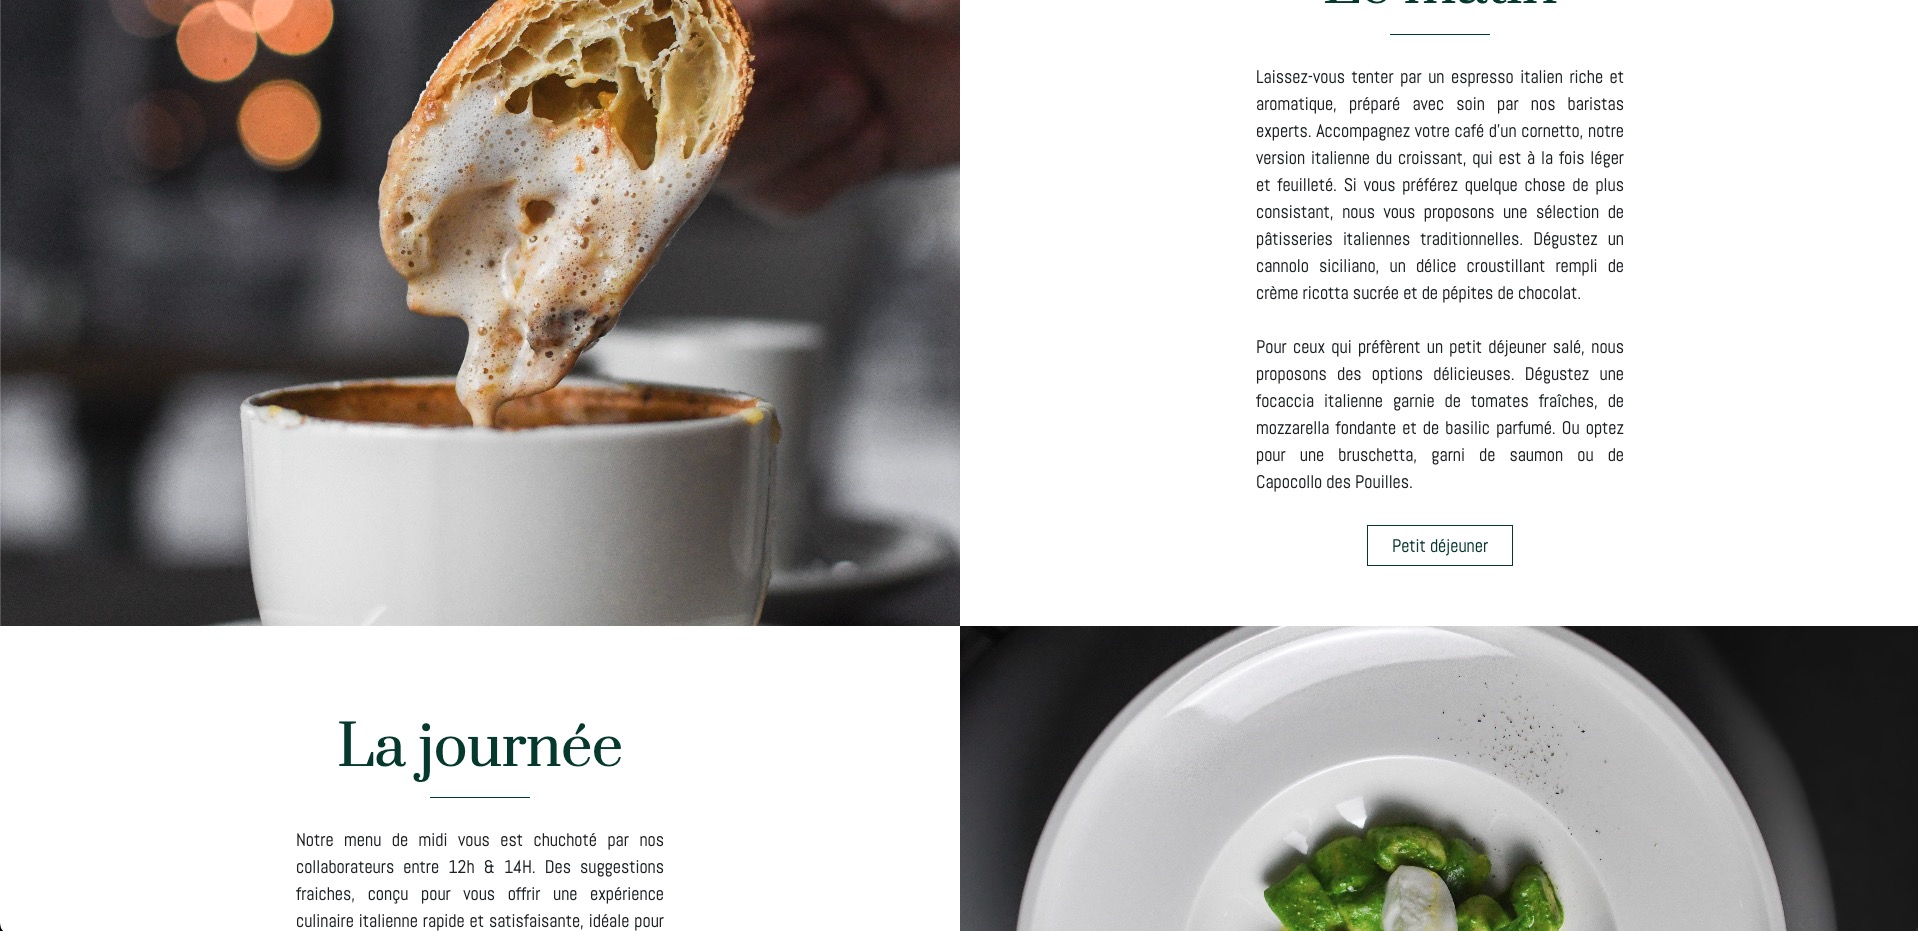 Le matin
Laissez-vous tenter par un espresso italien riche et
aromatique, préparé avec soin par nos baristas
experts. Accompagnez votre café d'un cornetto, notre
version italienne du croissant, qui est à la fois léger
et feuilleté. Si vous préférez quelque chose de plus
consistant, nous vous proposons une sélection de
pâtisseries italiennes traditionnelles. Dégustez un
cannolo siciliano, un délice croustillant rempli de
crème ricotta sucrée et de pépites de chocolat.
Pour ceux qui préfèrent un petit déjeuner salé, nous
proposons des options délicieuses. Dégustez une
focaccia italienne garnie de tomates fraîches, de
mozzarella fondante et de basilic parfumé. Ou optez
pour une bruschetta, garni de saumon ou de
Capocollo des Pouilles.
Petit déjeuner
La journée
Notre menu de midi vous est chuchoté par nos
collaborateurs entre 12h & 14H. Des suggestions
fraiches, conçu pour vous offrir une expérience
culinaire italienne rapide et satisfaisante, idéale pour